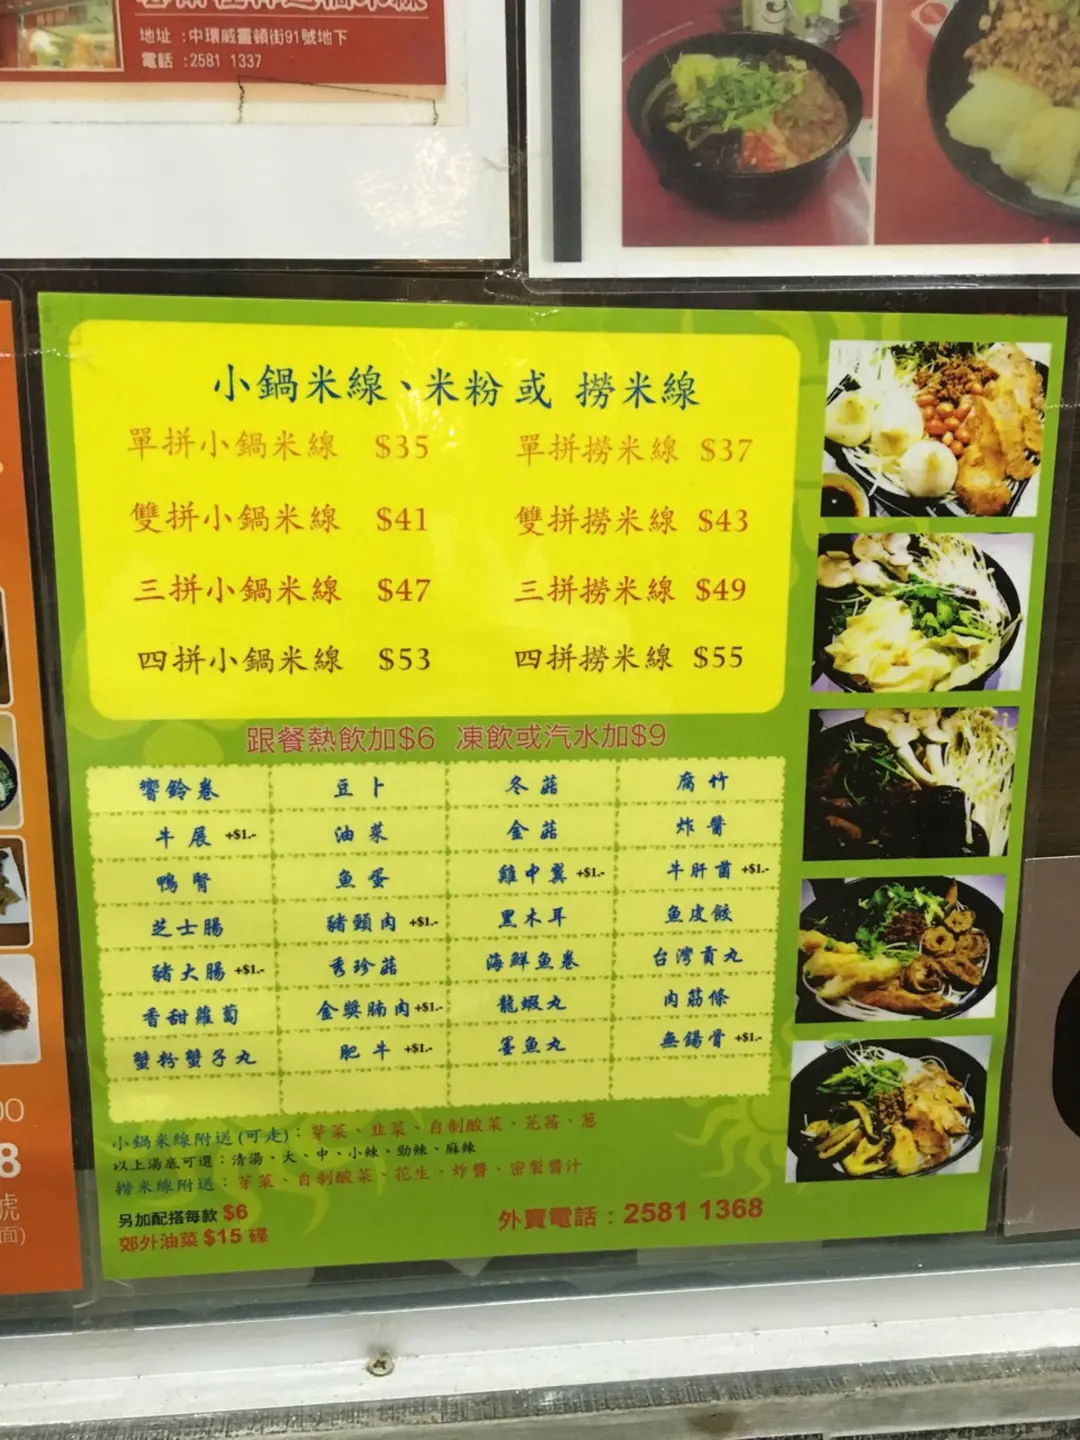 地址 :中環威靈頓街91號地下
電話 :2581 1337
小鍋米線、米粉或 撈米線
單拼小鍋米線 $35 單拼撈米線 $37
雙拼小鍋米線 $41 雙拼撈米線 $43
三拼小鍋米線 $47 三拼撈米線 $49
四拼小鍋米線 $53 四拼撈米線 $55
跟餐熱飲加$6 凍飲或汽水加$9
響鈴卷 豆卜 冬菇 腐竹
牛展 +$1.- 油菜 金菇 炸醬
鴨腎 魚蛋 雞中翼 +$1.- 牛肝菌 +$1.-
芝士腸 豬頸肉 +$1.- 黑木耳 魚皮餃
豬大腸 +$1.- 秀珍菇 海鮮魚卷 台灣貢丸
香甜蘿蔔 金獎腩肉 +$1.- 龍蝦丸 肉筋條
蟹粉蟹子丸 肥牛 +$1.- 墨魚丸 無錫骨 +$1.-
小鍋米線附送(可走)：芽菜、韭菜、自制酸菜、芫茜、蔥
以上湯底可選：清湯、大、中、小辣、勁辣、麻辣
撈米線附送：芽菜、自制酸菜、花生、炸醬、密製醬汁
另加配搭每款 $6
郊外油菜 $15 碟
外賣電話：2581 1368
00
8
號
面)